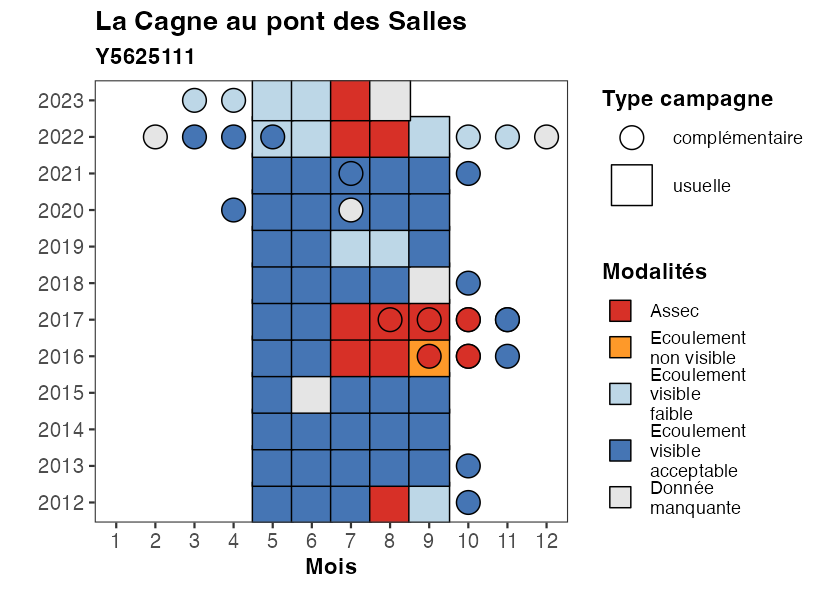 La Cagne au pont des Salles
Y5625111
2023
2022
2021
2020
2019
2018
2017
2016
2015
2014
2013
2012
1 2 3 4 5 6 7 8 9 10 11 12
Mois
Type campagne
complémentaire
usuelle
Modalités
Assec
Ecoulement
non visible
Ecoulement
visible
faible
Ecoulement
visible
acceptable
Donnée
manquante